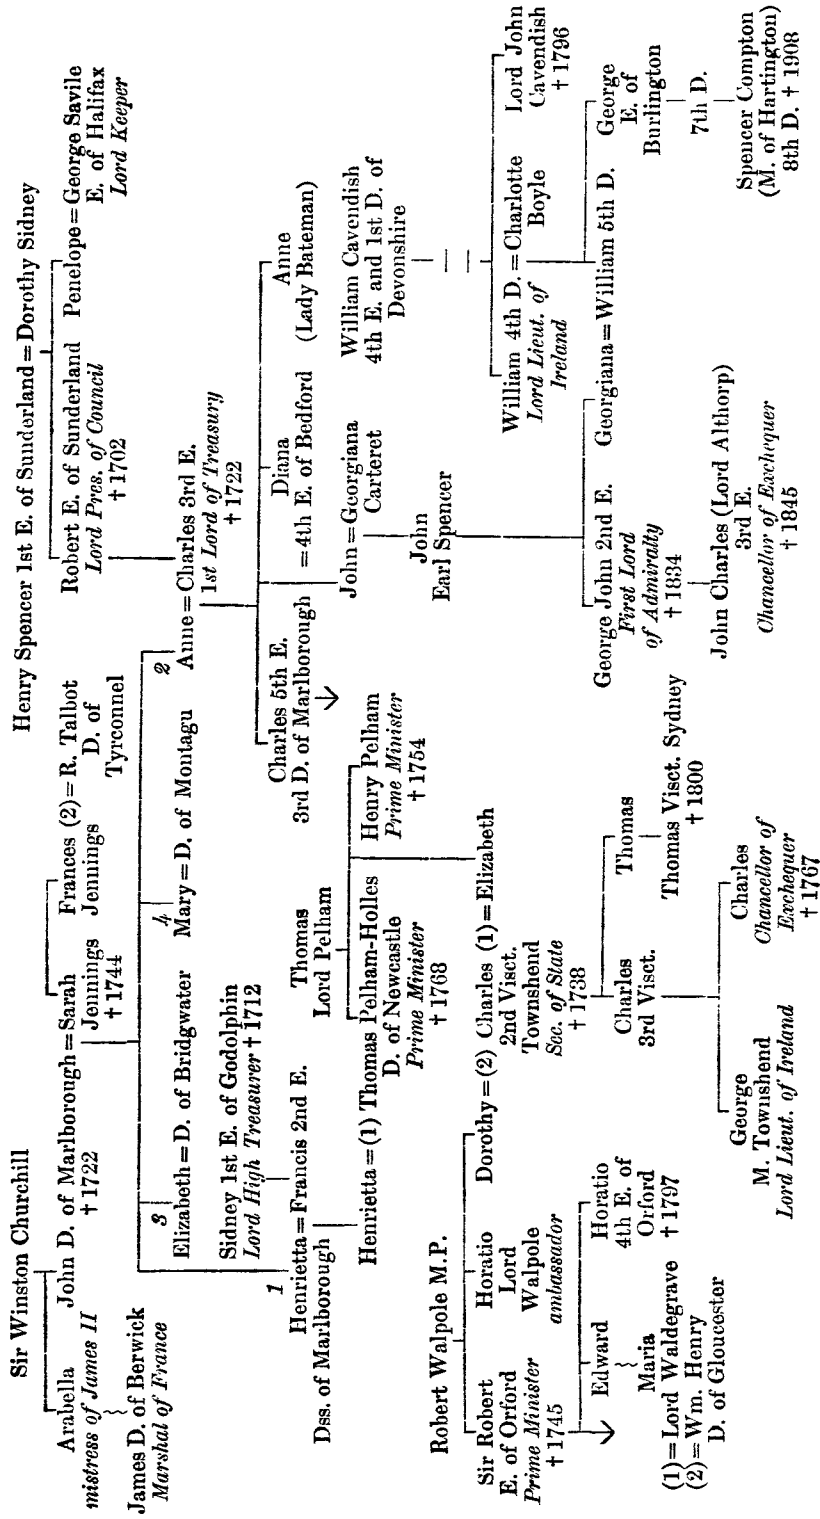 Sir Winston Churchill
Henry Spencer 1st E. of Sunderland = Dorothy Sidney
Arabella
mistress of James II
John D. of Marlborough = Sarah
†1722
Jennings
†1744
Frances (2) = R. Talbot
Jennings
D. of
Tyrconnel
Robert E. of Sunderland
Lord Pres. of Council
†1702
Penelope = George Savile
E. of Halifax
Lord Keeper
James D. of Berwick
Marshal of France
3
Elizabeth = D. of Bridgwater
4
Mary = D. of Montagu
2
Anne = Charles 3rd E.
1st Lord of Treasury
†1722
Sidney 1st E. of Godolphin
Lord High Treasurer †1712
1
Henrietta = Francis 2nd E.
Dss. of Marlborough
Charles 5th E.
3rd D. of Marlborough
Diana
= 4th E. of Bedford
Anne
(Lady Bateman)
John = Georgiana
Carteret
William Cavendish
4th E. and 1st D. of
Devonshire
Thomas
Lord Pelham
Henrietta = (1) Thomas Pelham-Holles
D. of Newcastle
Prime Minister
†1768
Henry Pelham
Prime Minister
†1754
John
Earl Spencer
Robert Walpole M.P.
Sir Robert
E. of Orford
Prime Minister
†1745
Horatio
Lord
Walpole
ambassador
Dorothy = (2) Charles (1) = Elizabeth
2nd Visct.
Townshend
Sec. of State
†1738
William 4th D. = Charlotte
Lord Lieut. of
Ireland
Boyle
Lord John
Cavendish
†1796
George John 2nd E.
First Lord
of Admiralty
†1834
Georgiana = William 5th D.
George
E. of
Burlington
Edward
Horatio
4th E. of
Orford
†1797
Charles
3rd Visct.
Thomas
Maria
(1) = Lord Waldegrave
(2) = Wm. Henry
D. of Gloucester
Thomas Visct. Sydney
†1800
7th D.
John Charles (Lord Althorp)
3rd E.
Chancellor of Exchequer
†1845
Spencer Compton
(M. of Hartington)
8th D. †1908
George
M. Townshend
Lord Lieut. of Ireland
Charles
Chancellor of
Exchequer
†1767